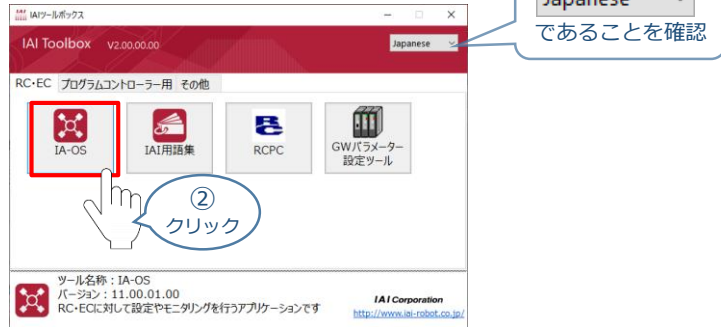 IAIツールボックス
IAI Toolbox V2.00.00.00
Japanese
Japanese
であることを確認
RC・EC プログラムコントローラー用 その他
IA-OS
IAI用語集
RCPC
GWパラメーター
設定ツール
②
クリック
ツール名称：IA-OS
バージョン：11.00.01.00
RC・ECに対して設定やモニタリングを行うアプリケーションです
IAI Corporation
http://www.iai-robot.co.jp/